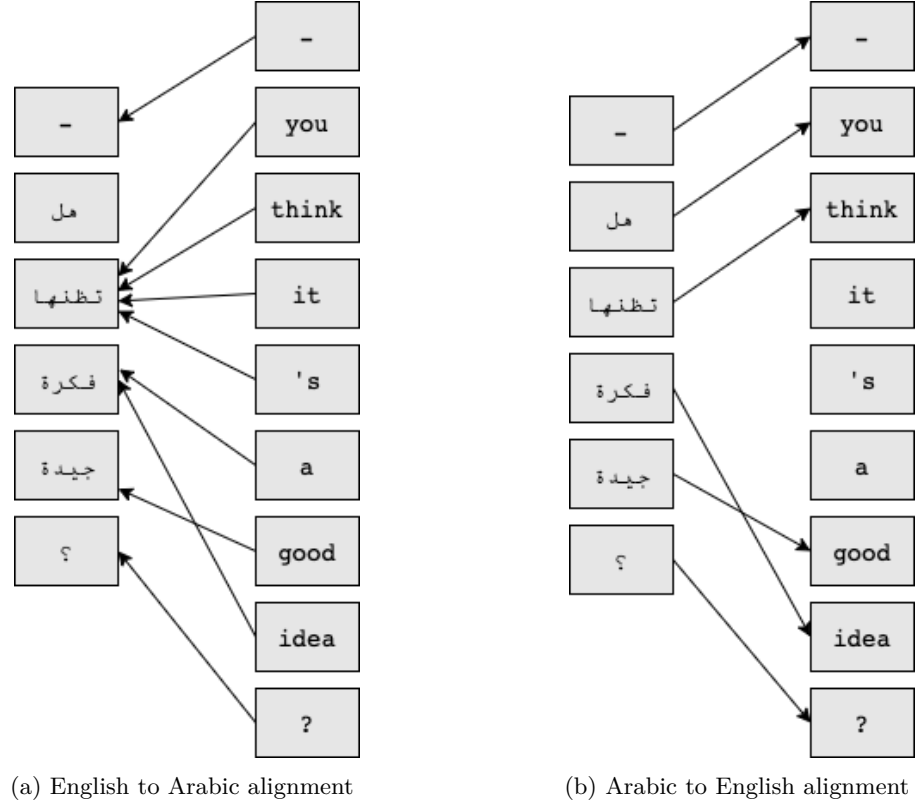 -
you
think
it
's
a
good
idea
?
-
هل
تظنها
فكرة
جيدة
؟
(a) English to Arabic alignment
-
هل
تظنها
فكرة
جيدة
؟
-
you
think
it
's
a
good
idea
?
(b) Arabic to English alignment